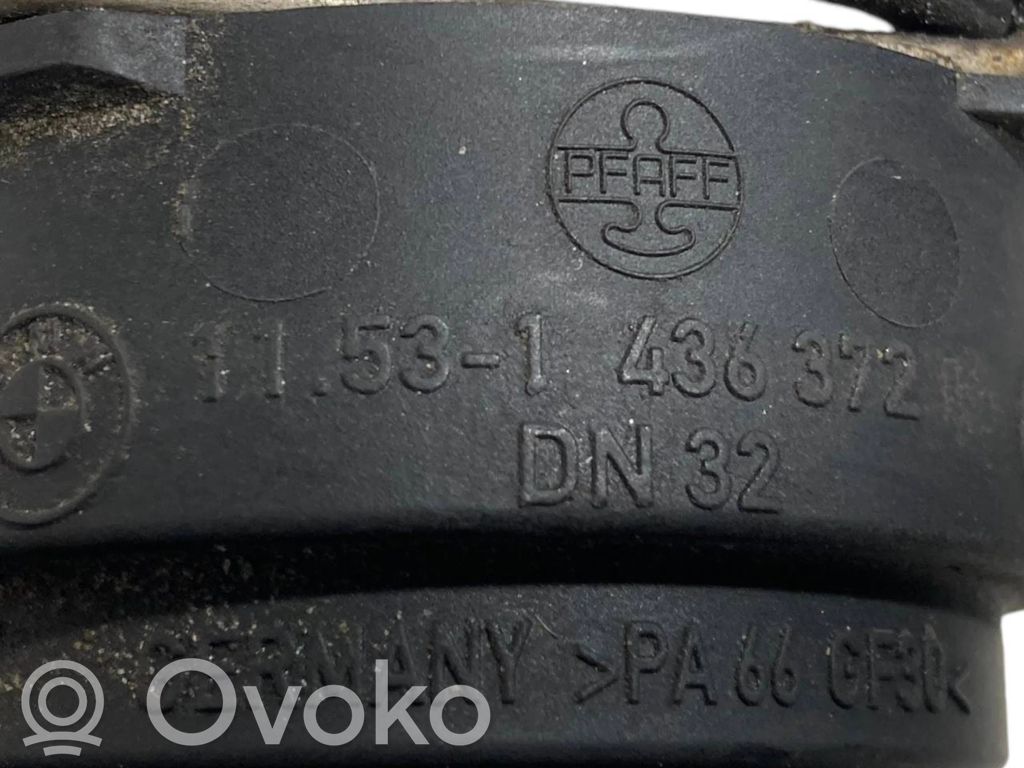 PFAFF
11.53-1 436 372
DN 32
GERMANY >PA 66 GF30<
Ovoko